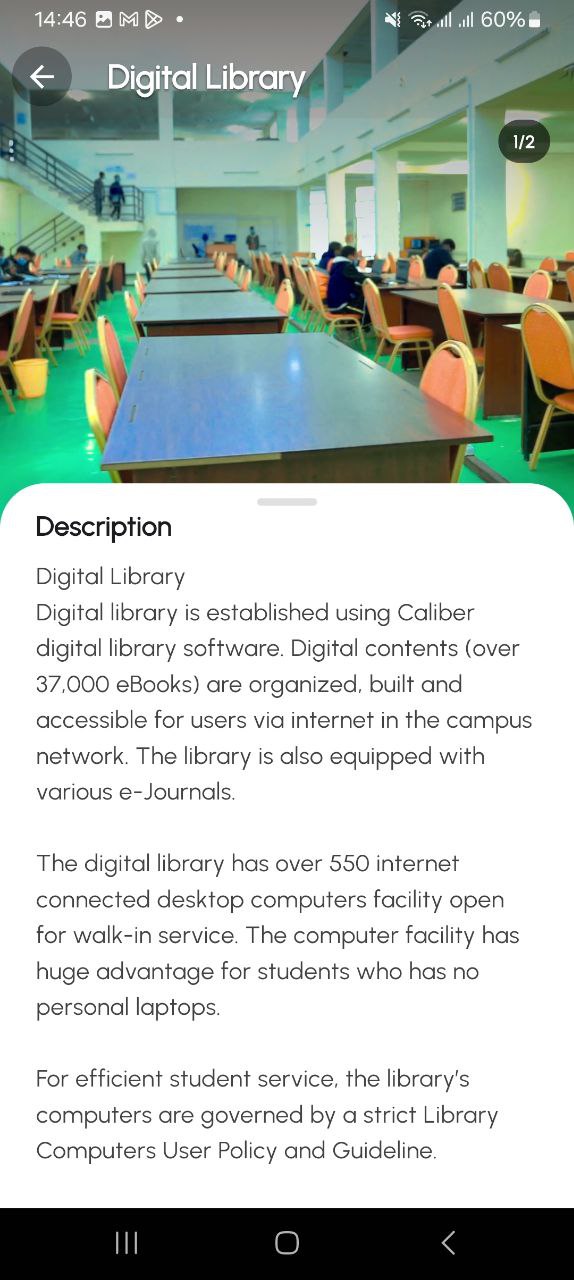 14:46
60%
Digital Library
1/2
Description
Digital Library
Digital library is established using Caliber
digital library software. Digital contents (over
37,000 eBooks) are organized, built and
accessible for users via internet in the campus
network. The library is also equipped with
various e-Journals.
The digital library has over 550 internet
connected desktop computers facility open
for walk-in service. The computer facility has
huge advantage for students who has no
personal laptops.
For efficient student service, the library's
computers are governed by a strict Library
Computers User Policy and Guideline.